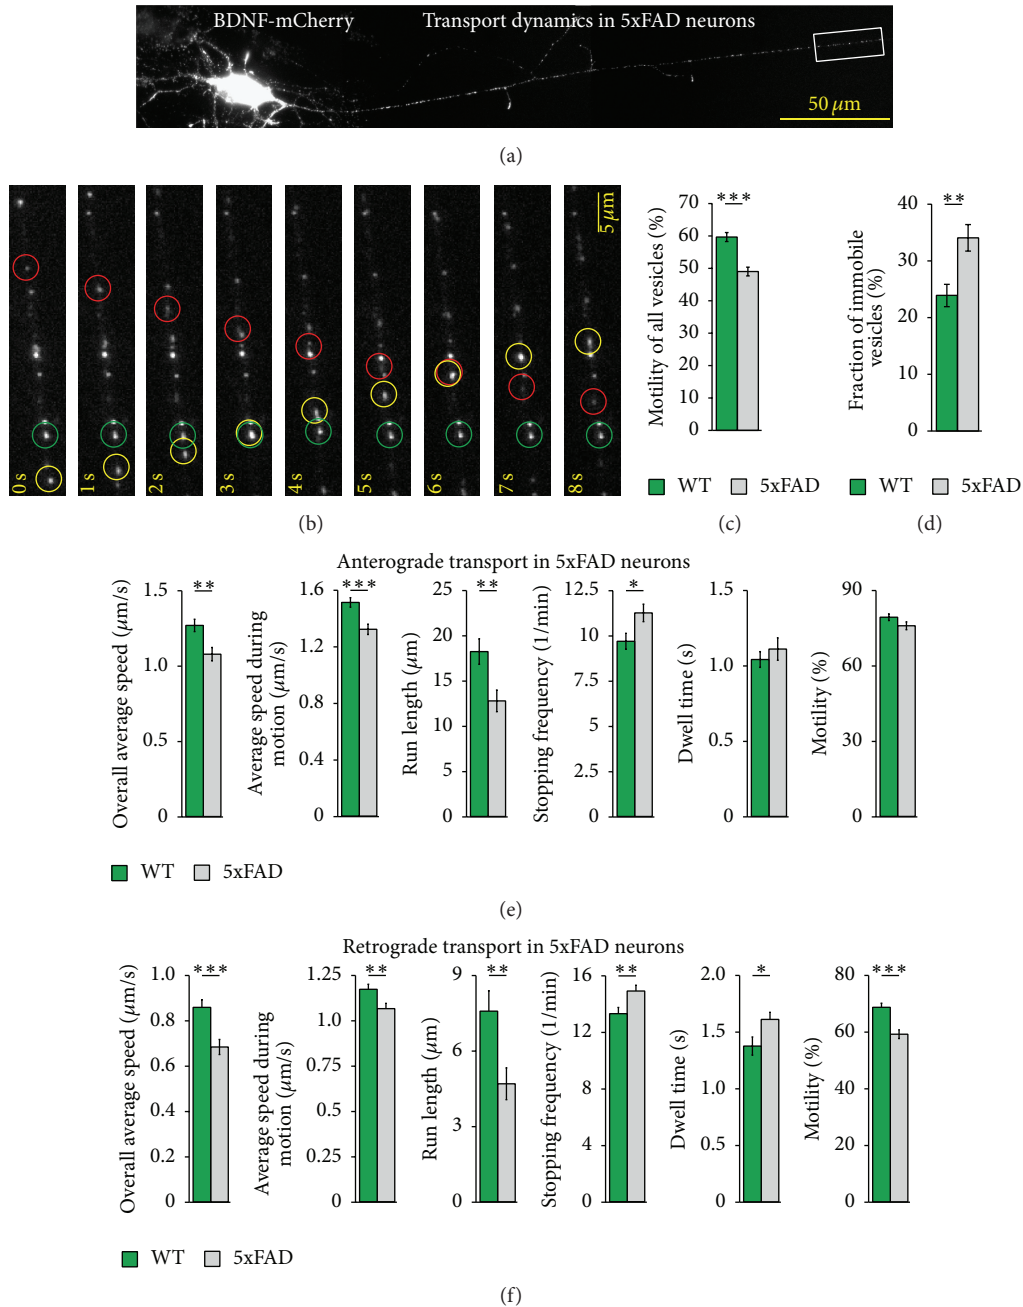 BDNF-mCherry Transport dynamics in 5xFAD neurons
50 μm
(a)
0 s 1 s 2 s 3 s 4 s 5 s 6 s 7 s 8 s
5 μm
(b)
Motility of all vesicles (%)
70
60
50
40
30
20
10
0
***
WT 5xFAD
(c)
Fraction of immobile
vesicles (%)
40
30
20
10
0
**
WT 5xFAD
(d)
Anterograde transport in 5xFAD neurons
Overall average speed (μm/s)
1.5
1.0
0.5
0
**
Average speed during
motion (μm/s)
1.6
1.2
0.8
0.4
0
***
Run length (μm)
25
20
15
10
5
0
**
Stopping frequency (1/min)
12.5
10
7.5
5
2.5
0
*
Dwell time (s)
1.5
1.0
0.5
0
Motility (%)
90
60
30
0
WT 5xFAD
(e)
Retrograde transport in 5xFAD neurons
Overall average speed (μm/s)
1.0
0.8
0.6
0.4
0.2
0
***
Average speed during
motion (μm/s)
1.25
1.0
0.75
0.5
0.25
0
**
Run length (μm)
9
6
3
0
**
Stopping frequency (1/min)
16
12
8
4
0
**
Dwell time (s)
2.0
1.5
1.0
0.5
0
*
Motility (%)
80
60
40
20
0
***
WT 5xFAD
(f)